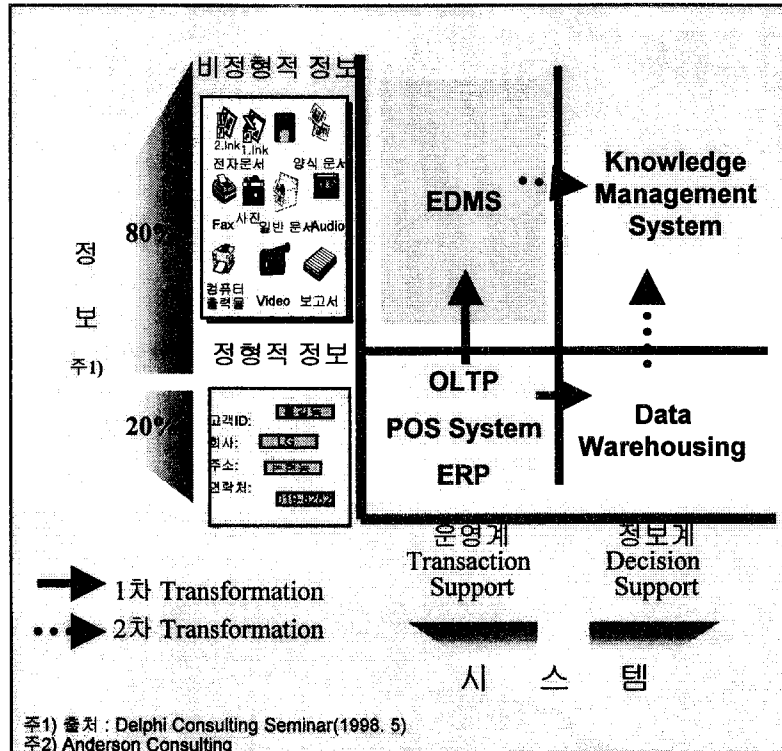 비정형적 정보
2.Ink 1.Ink
전자문서 양식 문서
Fax 사진 일반 문서 Audio
컴퓨터 출력물 Video 보고서
정보
주1)
80%
20%
정형적 정보
고객ID:
회사: LG
주소:
연락처:
EDMS
Knowledge
Management
System
OLTP
POS System
ERP
Data
Warehousing
운영계
Transaction
Support
정보계
Decision
Support
시 스 템
1차 Transformation
2차 Transformation
주1) 출처 : Delphi Consulting Seminar(1998. 5)
주2) Anderson Consulting